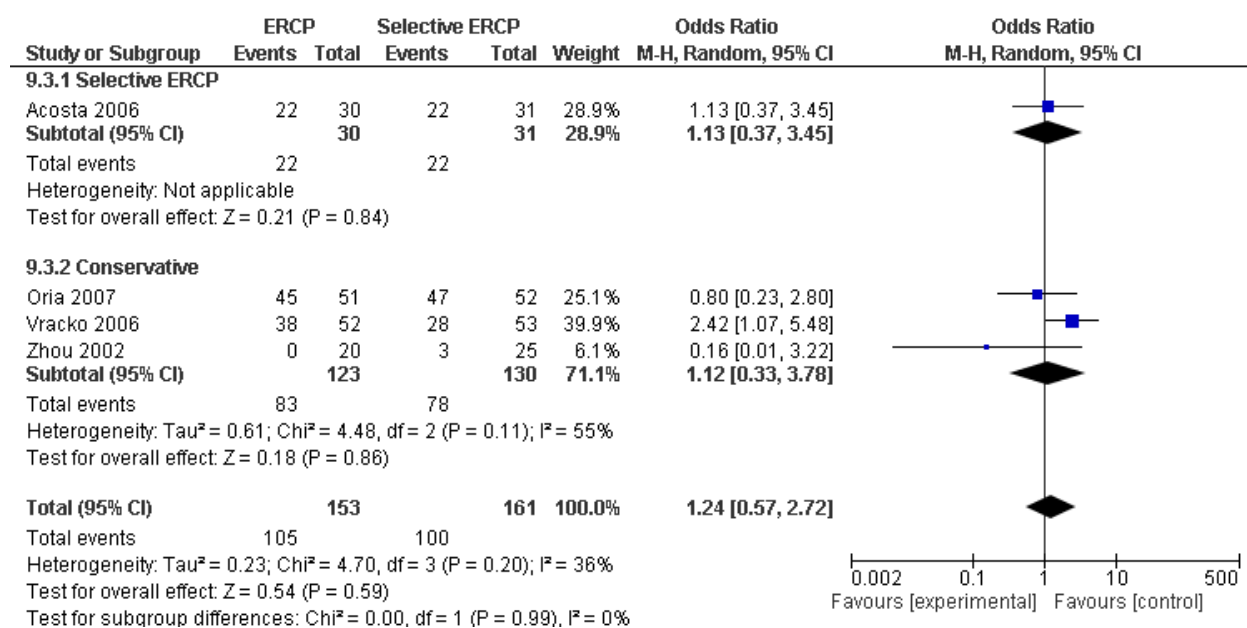 ERCP Selective ERCP Odds Ratio Odds Ratio
Study or Subgroup Events Total Events Total Weight M-H, Random, 95% CI M-H, Random, 95% CI
9.3.1 Selective ERCP
Acosta 2006 22 30 22 31 28.9% 1.13 [0.37, 3.45]
Subtotal (95% CI) 30 31 28.9% 1.13 [0.37, 3.45]
Total events 22 22
Heterogeneity: Not applicable
Test for overall effect: Z = 0.21 (P = 0.84)
9.3.2 Conservative
Oria 2007 45 51 47 52 25.1% 0.80 [0.23, 2.80]
Vracko 2006 38 52 28 53 39.9% 2.42 [1.07, 5.48]
Zhou 2002 0 20 3 25 6.1% 0.16 [0.01, 3.22]
Subtotal (95% CI) 123 130 71.1% 1.12 [0.33, 3.78]
Total events 83 78
Heterogeneity: Tau² = 0.61; Chi² = 4.48, df = 2 (P = 0.11); I² = 55%
Test for overall effect: Z = 0.18 (P = 0.86)
Total (95% CI) 153 161 100.0% 1.24 [0.57, 2.72]
Total events 105 100
Heterogeneity: Tau² = 0.23; Chi² = 4.70, df = 3 (P = 0.20); I² = 36%
Test for overall effect: Z = 0.54 (P = 0.59)
Test for subgroup differences: Chi² = 0.00, df = 1 (P = 0.99), I² = 0%
0.002 0.1 1 10 500
Favours [experimental] Favours [control]